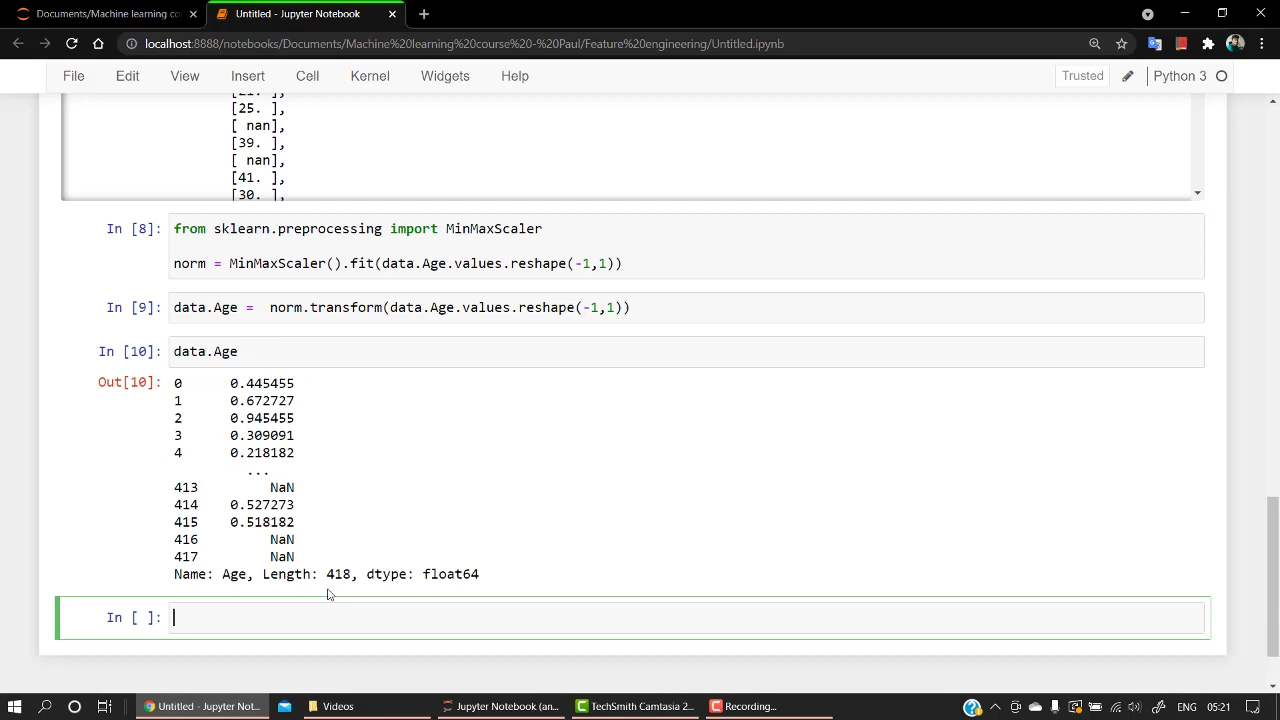 Documents/Machine learning co
Untitled - Jupyter Notebook
localhost:8888/notebooks/Documents/Machine%20learning%20course%20-%20Paul/Feature%20engineering/Untitled.ipynb
File Edit View Insert Cell Kernel Widgets Help Trusted Python 3
[25. ],
[ nan],
[39. ],
[ nan],
[41. ],
[30. ],
In [8]: from sklearn.preprocessing import MinMaxScaler
norm = MinMaxScaler().fit(data.Age.values.reshape(-1,1))
In [9]: data.Age =  norm.transform(data.Age.values.reshape(-1,1))
In [10]: data.Age
Out[10]: 0 0.445455
1 0.672727
2 0.945455
3 0.309091
4 0.218182
...
413 NaN
414 0.527273
415 0.518182
416 NaN
417 NaN
Name: Age, Length: 418, dtype: float64
In [ ]:
Untitled - Jupyter Not... Videos Jupyter Notebook (an... TechSmith Camtasia 2... Recording... ENG 05:21